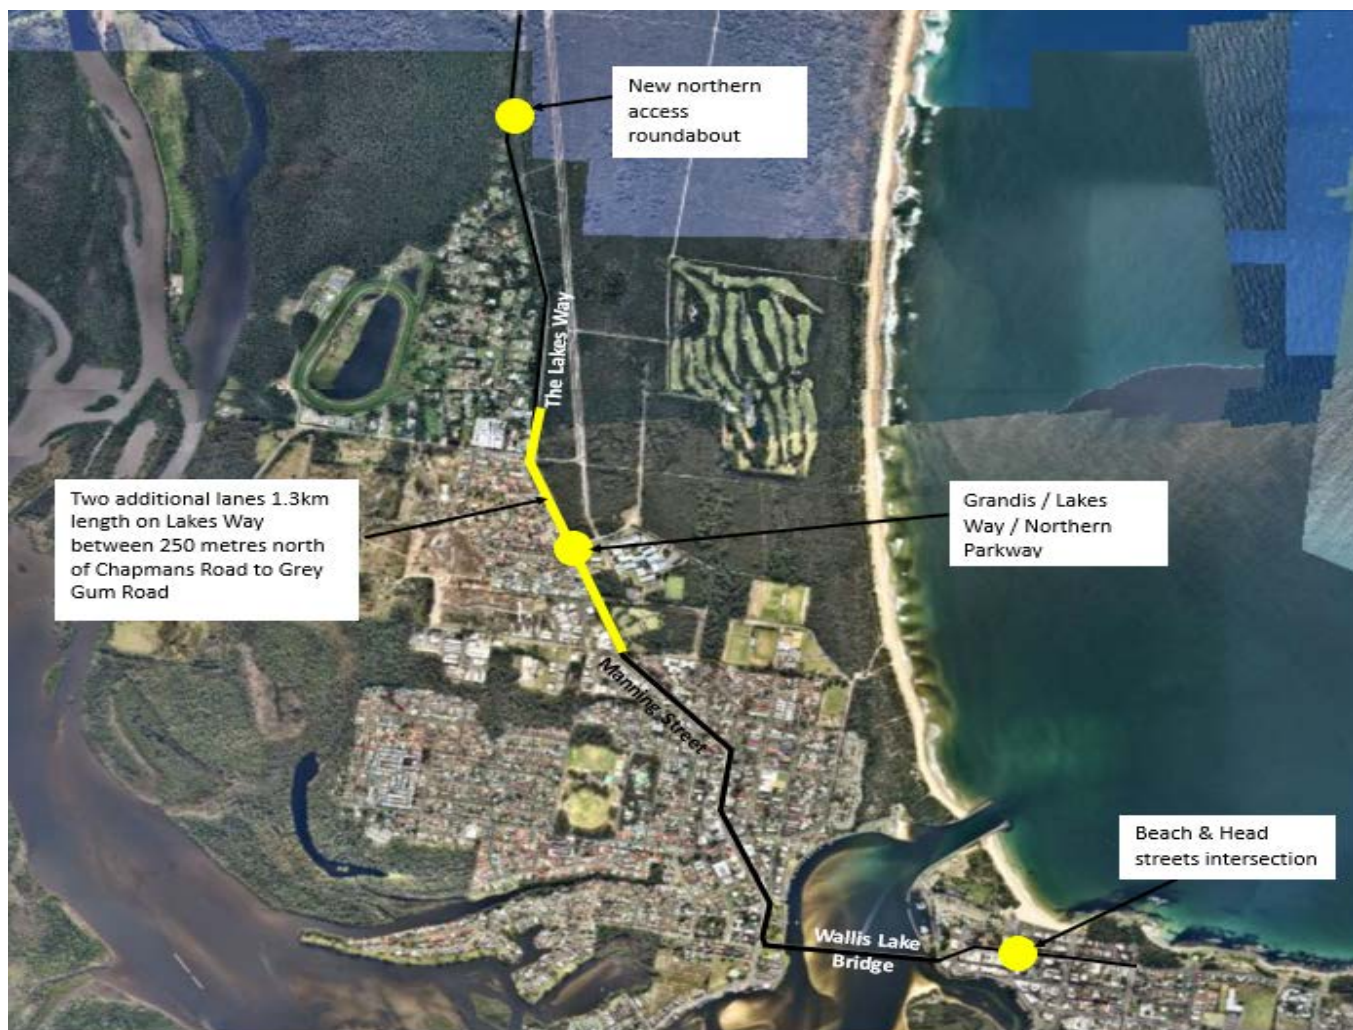 New northern
access
roundabout
The Lakes Way
Two additional lanes 1.3km
length on Lakes Way
between 250 metres north
of Chapmans Road to Grey
Gum Road
Grandis / Lakes
Way / Northern
Parkway
Manning Street
Beach & Head
streets intersection
Wallis Lake
Bridge